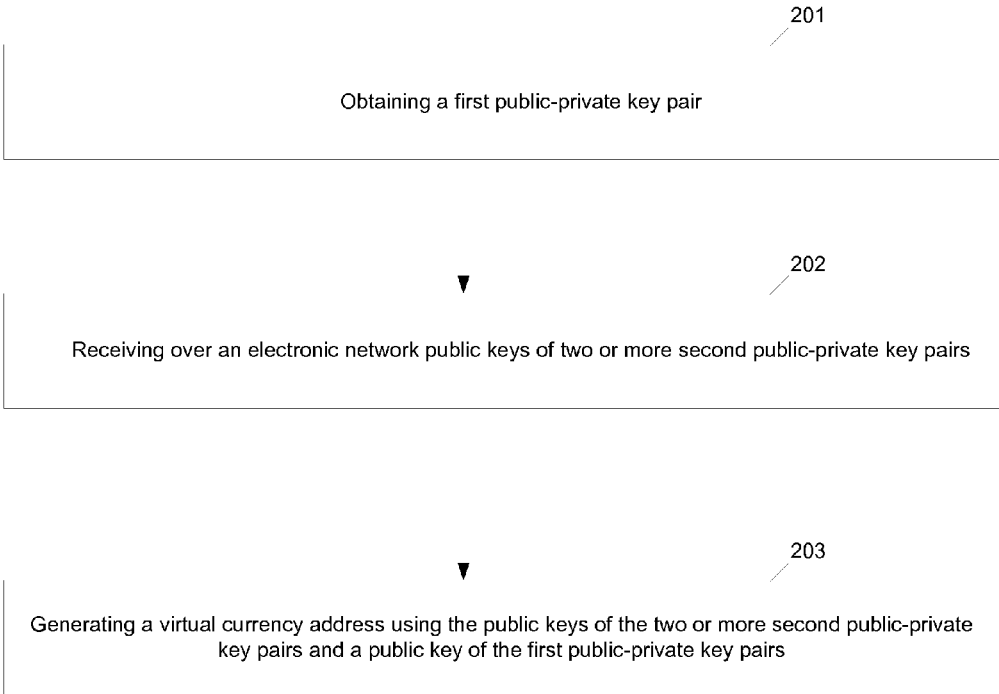 201
Obtaining a first public-private key pair
202
Receiving over an electronic network public keys of two or more second public-private key pairs
203
Generating a virtual currency address using the public keys of the two or more second public-private
key pairs and a public key of the first public-private key pairs